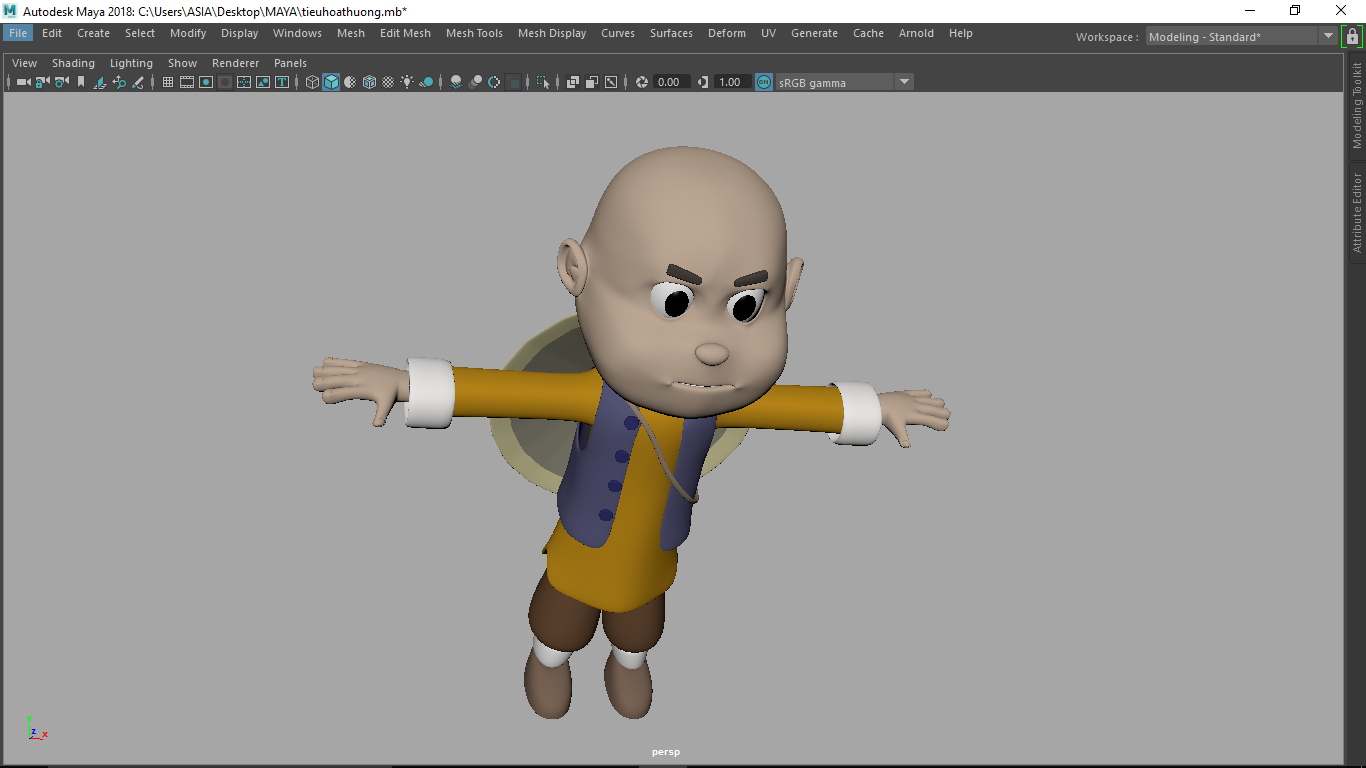 Autodesk Maya 2018: C:\Users\ASIA\Desktop\MAYA\tieuhoathuong.mb*
File Edit Create Select Modify Display Windows Mesh Edit Mesh Mesh Tools Mesh Display Curves Surfaces Deform UV Generate Cache Arnold Help
Workspace : Modeling - Standard*
View Shading Lighting Show Renderer Panels
0.00 1.00 ON sRGB gamma
Modeling Toolkit
Attribute Editor
y
z x
persp